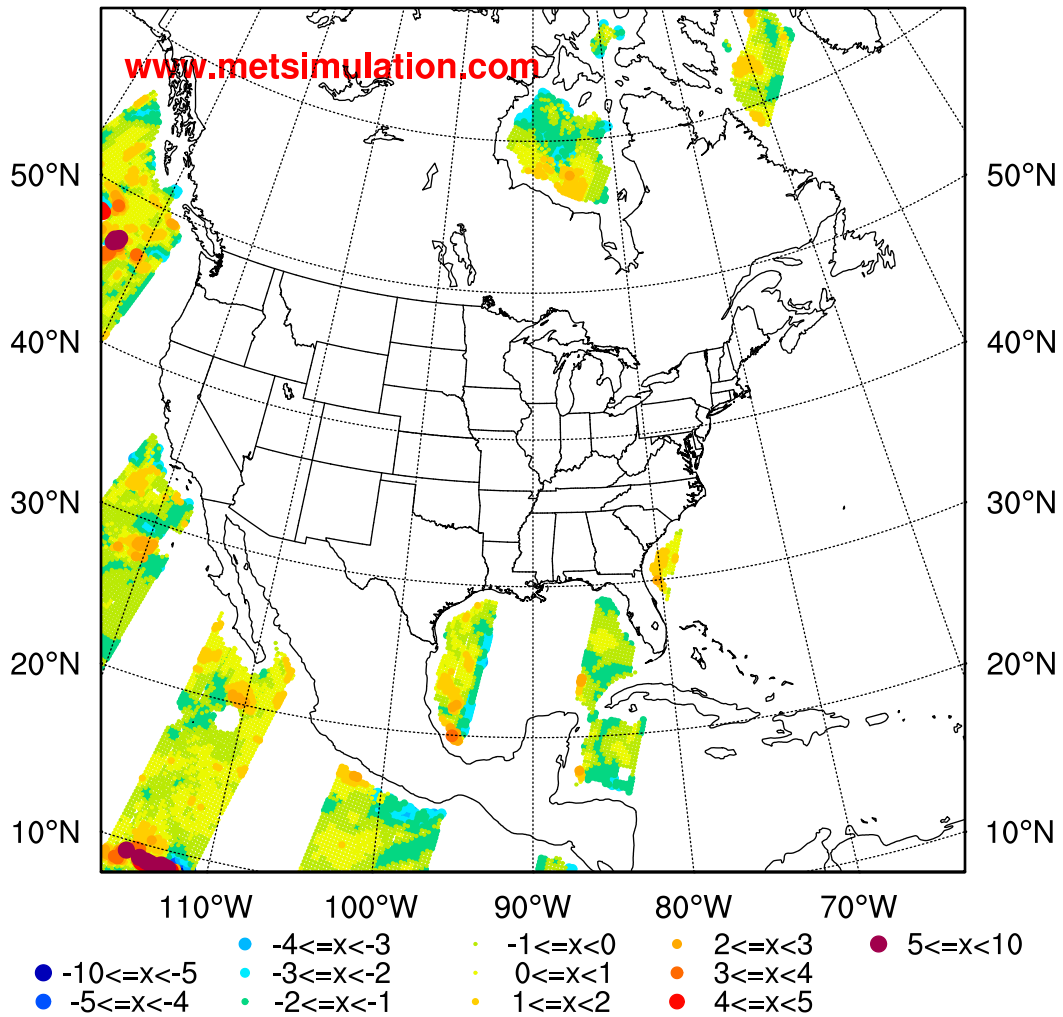 www.metsimulation.com
50°N 50°N
40°N 40°N
30°N 30°N
20°N 20°N
10°N 10°N
110°W 100°W 90°W 80°W 70°W
-4<=x<-3 -1<=x<0 2<=x<3 5<=x<10
-10<=x<-5 -3<=x<-2 0<=x<1 3<=x<4
-5<=x<-4 -2<=x<-1 1<=x<2 4<=x<5